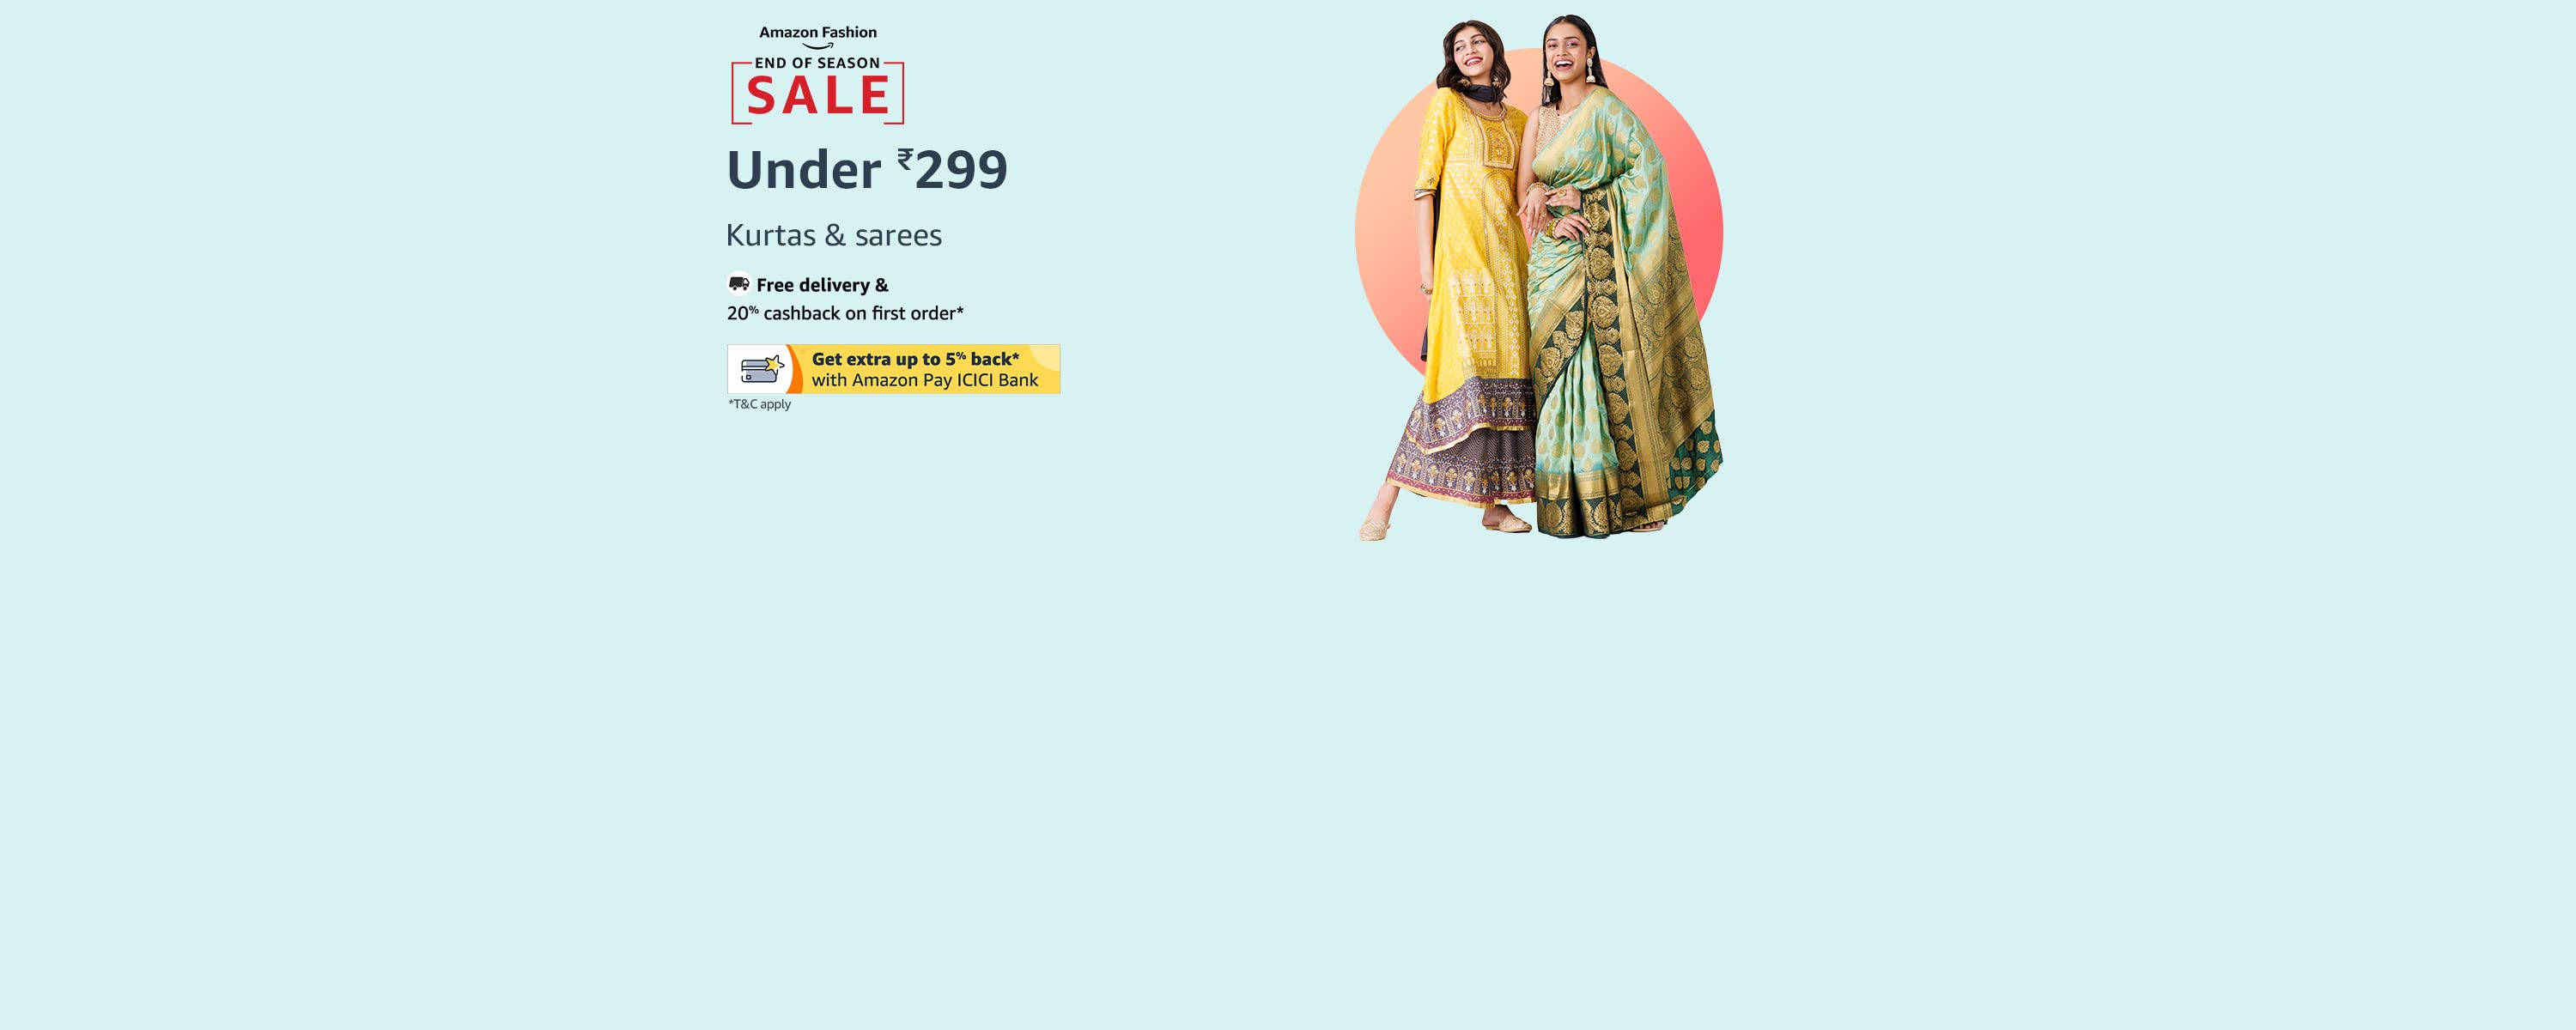 Amazon Fashion
END OF SEASON
SALE
Under ₹299
Kurtas & sarees
Free delivery &
20% cashback on first order*
Get extra up to 5% back*
with Amazon Pay ICICI Bank
*T&C apply